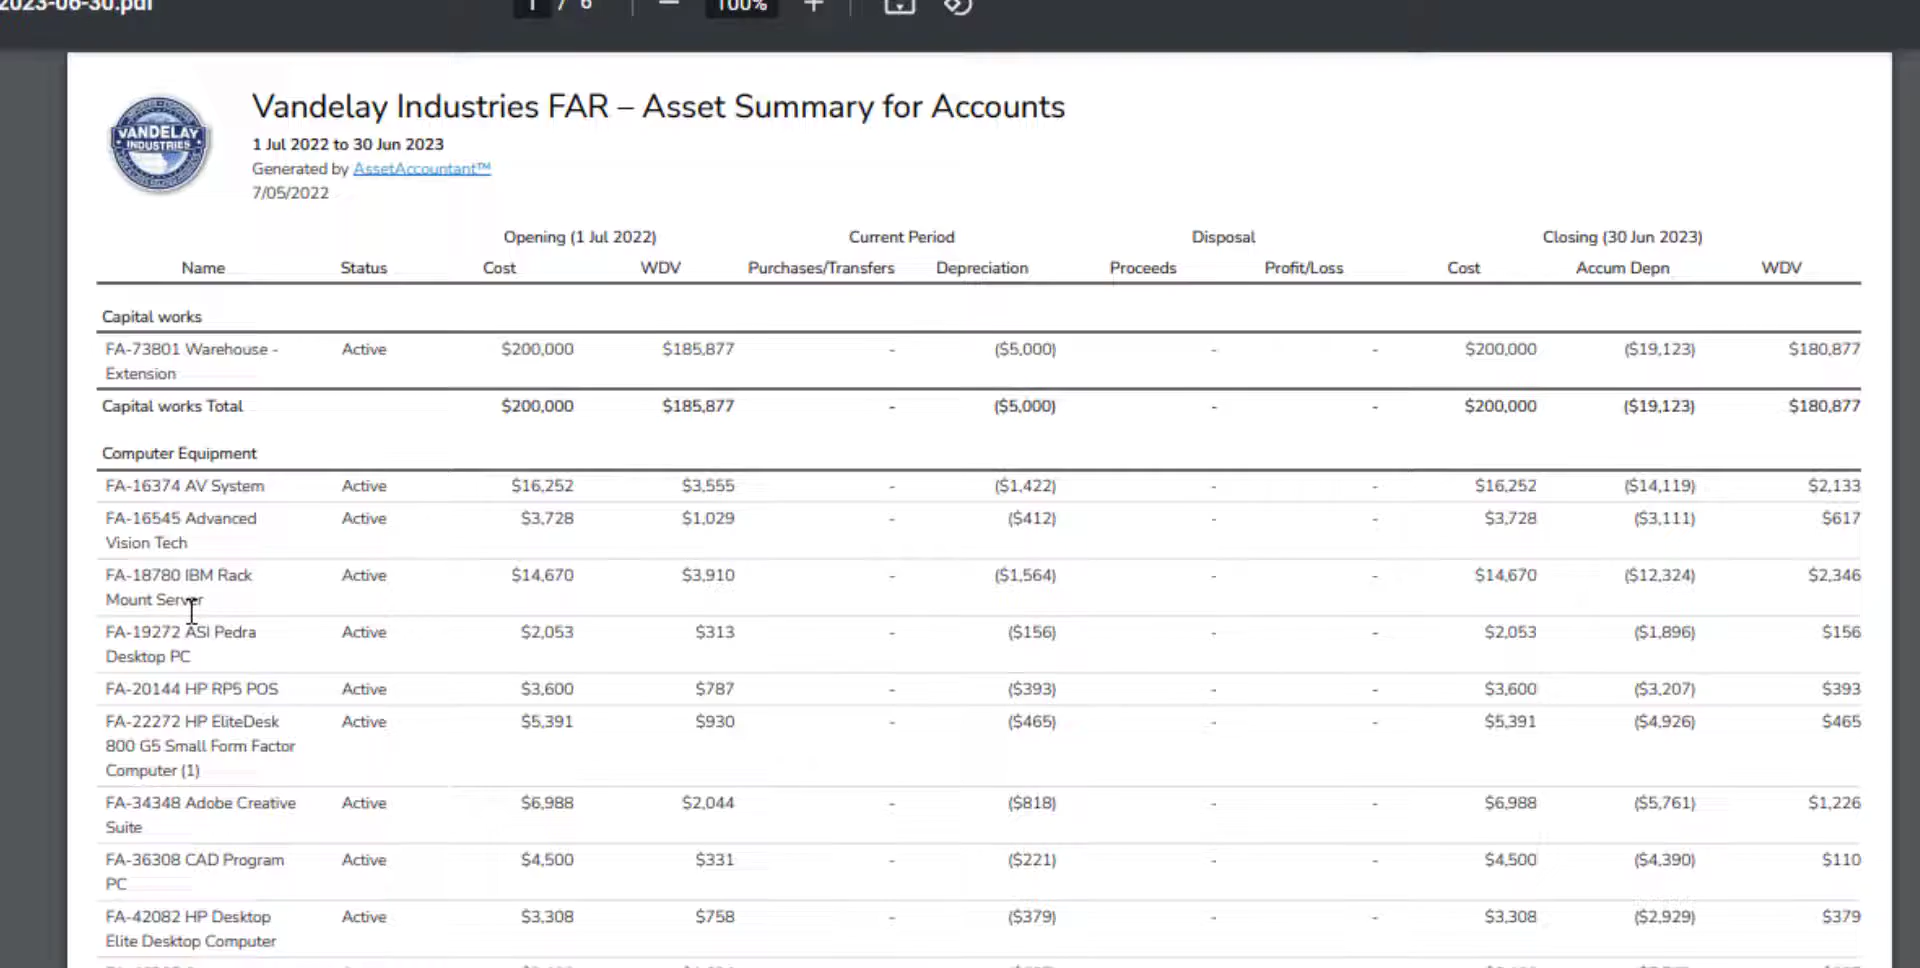 2023-06-30.pdf 1 / 6 100%
VANDELAY
INDUSTRIES
Vandelay Industries FAR – Asset Summary for Accounts
1 Jul 2022 to 30 Jun 2023
Generated by AssetAccountant™
7/05/2022
Opening (1 Jul 2022) Current Period Disposal Closing (30 Jun 2023)
Name Status Cost WDV Purchases/Transfers Depreciation Proceeds Profit/Loss Cost Accum Depn WDV
Capital works
FA-73801 Warehouse - Active $200,000 $185,877 - ($5,000) - - $200,000 ($19,123) $180,877
Extension
Capital works Total $200,000 $185,877 - ($5,000) - - $200,000 ($19,123) $180,877
Computer Equipment
FA-16374 AV System Active $16,252 $3,555 - ($1,422) - - $16,252 ($14,119) $2,133
FA-16545 Advanced Active $3,728 $1,029 - ($412) - - $3,728 ($3,111) $617
Vision Tech
FA-18780 IBM Rack Active $14,670 $3,910 - ($1,564) - - $14,670 ($12,324) $2,346
Mount Server
FA-19272 ASI Pedra Active $2,053 $313 - ($156) - - $2,053 ($1,896) $156
Desktop PC
FA-20144 HP RP5 POS Active $3,600 $787 - ($393) - - $3,600 ($3,207) $393
FA-22272 HP EliteDesk Active $5,391 $930 - ($465) - - $5,391 ($4,926) $465
800 G5 Small Form Factor
Computer (1)
FA-34348 Adobe Creative Active $6,988 $2,044 - ($818) - - $6,988 ($5,761) $1,226
Suite
FA-36308 CAD Program Active $4,500 $331 - ($221) - - $4,500 ($4,390) $110
PC
FA-42082 HP Desktop Active $3,308 $758 - ($379) - - $3,308 ($2,929) $379
Elite Desktop Computer